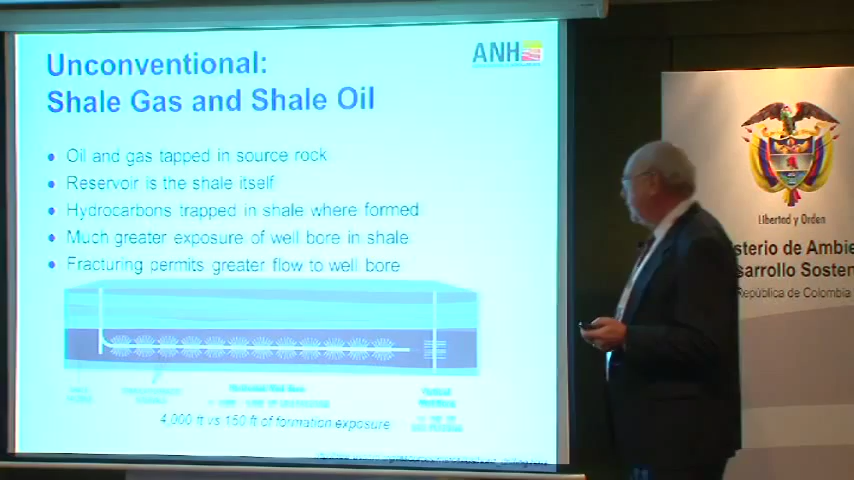 Unconventional:
Shale Gas and Shale Oil
ANH
Oil and gas tapped in source rock
Reservoir is the shale itself
Hydrocarbons trapped in shale where formed
Much greater exposure of well bore in shale
Fracturing permits greater flow to well bore
4,000 ft vs 150 ft of formation exposure
Libertad y Orden
sterio de Ambie
sarrollo Sosten
República de Colombia